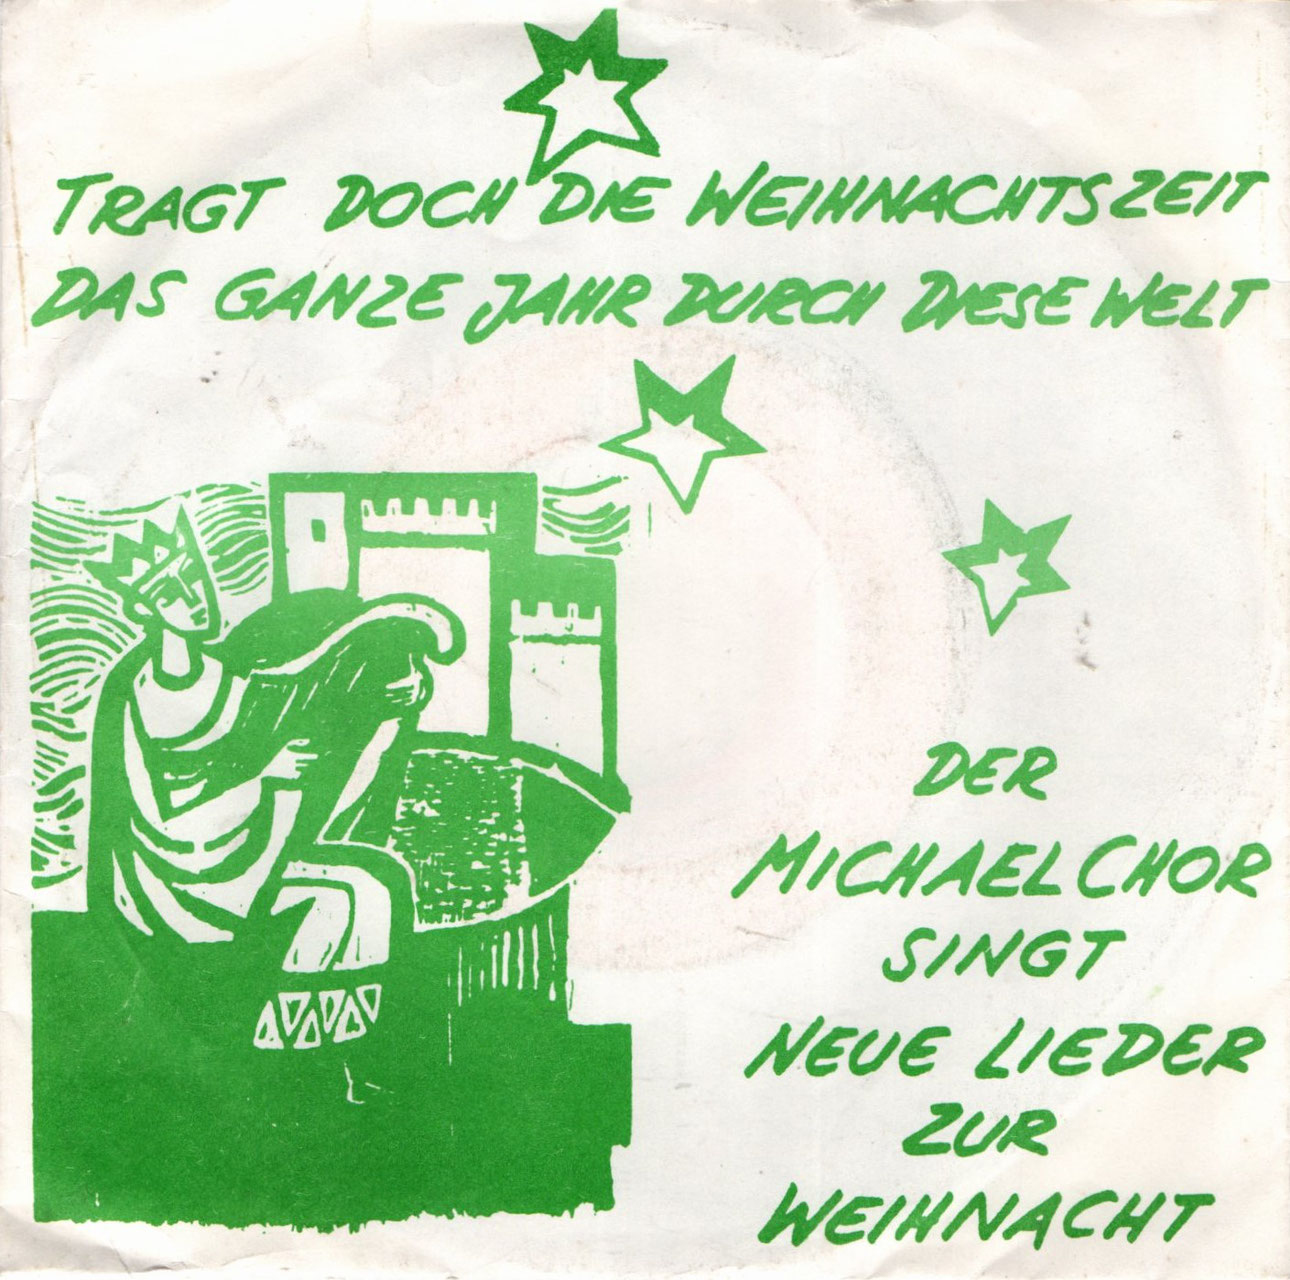 TRAGT DOCH DIE WEIHNACHTSZEIT
DAS GANZE JAHR DURCH DIESE WELT
DER
MICHAELCHOR
SINGT
NEUE LIEDER
ZUR
WEIHNACHT